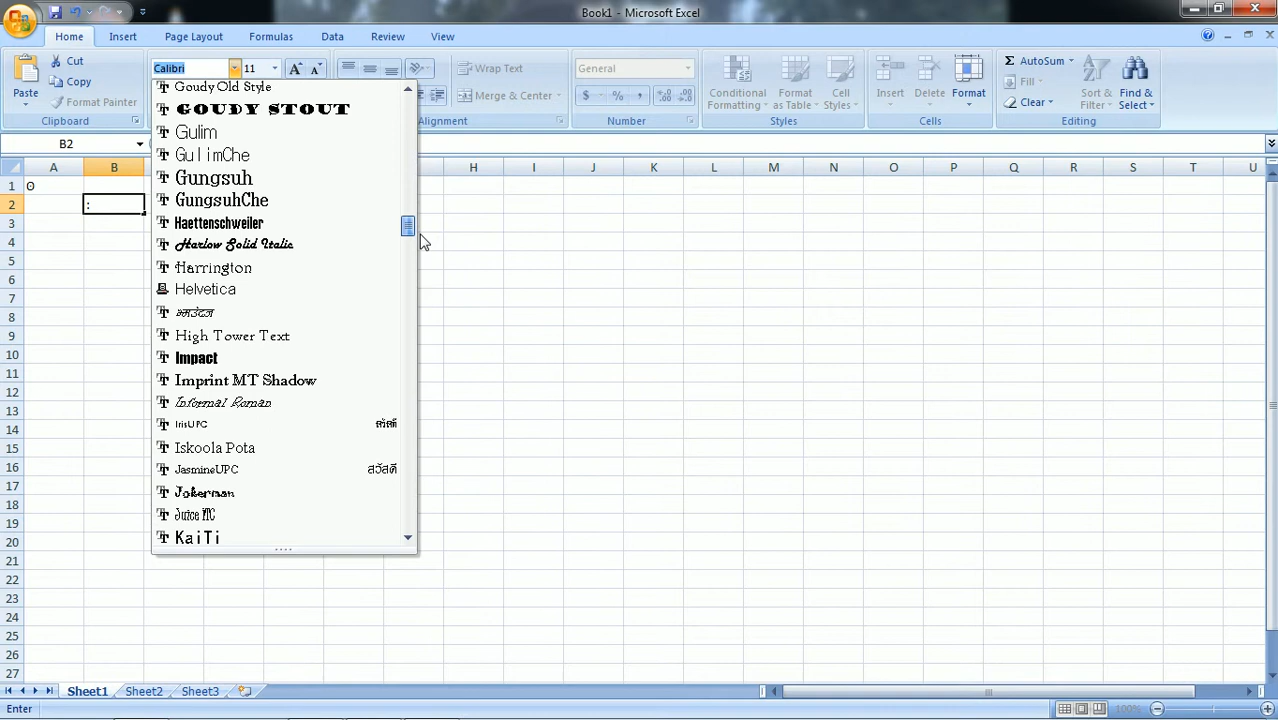 Book1 - Microsoft Excel
Home Insert Page Layout Formulas Data Review View
Paste
Cut
Copy
Format Painter
Clipboard
Calibri 11
Wrap Text
Merge & Center
Alignment
General
$ % ,
Number
Conditional Formatting
Format as Table
Cell Styles
Styles
Insert
Delete
Format
Cells
Σ AutoSum
Fill
Clear
Sort & Filter
Find & Select
Editing
B2
A B H I J K L M N O P Q R S T U
1 ʘ
2 :
3
4
5
6
7
8
9
10
11
12
13
14
15
16
17
18
19
20
21
22
23
24
25
26
27
Goudy Old Style
GOUDY STOUT
Gulim
GulimChe
Gungsuh
GungsuhChe
Haettenschweiler
Harlow Solid Italic
Harrington
Helvetica
High Tower Text
Impact
Imprint MT Shadow
Informal Roman
IrisUPC สวัสดี
Iskoola Pota
JasmineUPC สวัสดี
Jokerman
Juice ITC
KaiTi
Sheet1 Sheet2 Sheet3
Enter
100%